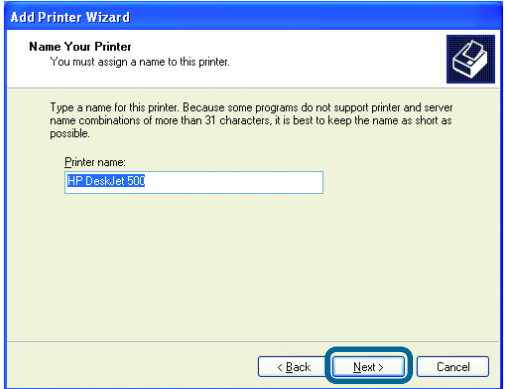 Add Printer Wizard
Name Your Printer
You must assign a name to this printer.
Type a name for this printer. Because some programs do not support printer and server
name combinations of more than 31 characters, it is best to keep the name as short as
possible.
Printer name:
HP DeskJet 500
< Back Next > Cancel